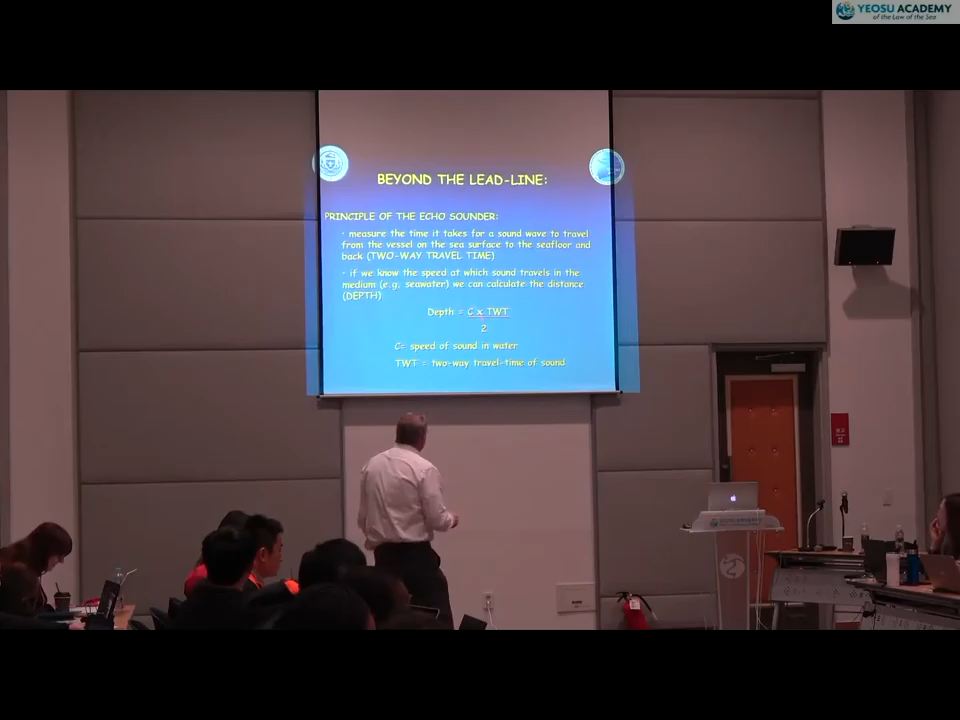 YEOSU ACADEMY
of the Law of the Sea
BEYOND THE LEAD-LINE:
PRINCIPLE OF THE ECHO SOUNDER:
• measure the time it takes for a sound wave to travel
from the vessel on the sea surface to the seafloor and
back (TWO-WAY TRAVEL TIME)
• if we know the speed at which sound travels in the
medium (e.g. seawater) we can calculate the distance
(DEPTH)
Depth = C x TWT
2
C= speed of sound in water
TWT = two-way travel-time of sound